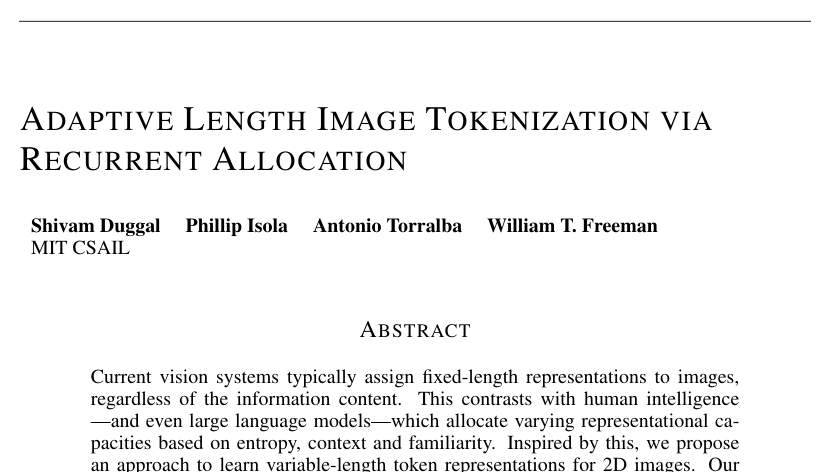 ADAPTIVE LENGTH IMAGE TOKENIZATION VIA
RECURRENT ALLOCATION
Shivam Duggal Phillip Isola Antonio Torralba William T. Freeman
MIT CSAIL
ABSTRACT
Current vision systems typically assign fixed-length representations to images,
regardless of the information content. This contrasts with human intelligence
—and even large language models—which allocate varying representational ca-
pacities based on entropy, context and familiarity. Inspired by this, we propose
an approach to learn variable-length token representations for 2D images. Our